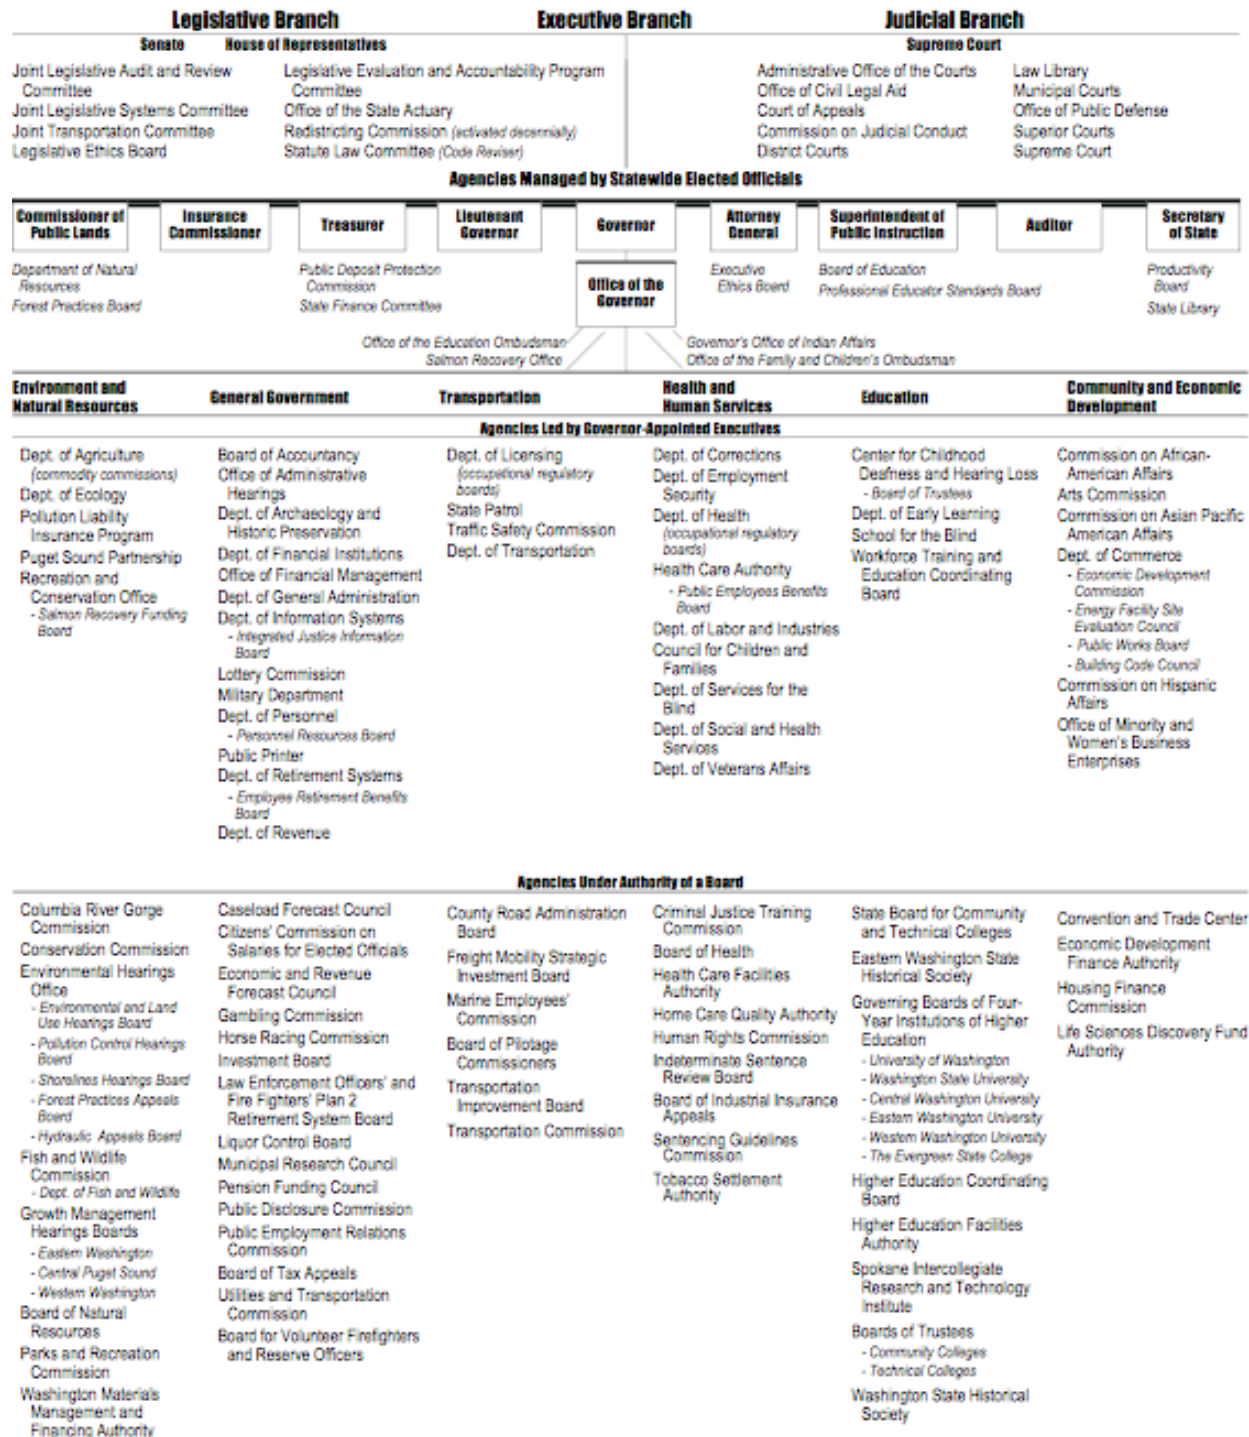 Legislative Branch
Executive Branch
Judicial Branch
Senate
House of Representatives
Supreme Court
Joint Legislative Audit and Review
Committee
Joint Legislative Systems Committee
Joint Transportation Committee
Legislative Ethics Board
Legislative Evaluation and Accountability Program
Committee
Office of the State Actuary
Redistricting Commission (activated decennially)
Statute Law Committee (Code Reviser)
Administrative Office of the Courts
Office of Civil Legal Aid
Court of Appeals
Commission on Judicial Conduct
District Courts
Law Library
Municipal Courts
Office of Public Defense
Superior Courts
Supreme Court
Agencies Managed by Statewide Elected Officials
Commissioner of
Public Lands
Insurance
Commissioner
Treasurer
Lieutenant
Governor
Governor
Attorney
General
Superintendent of
Public Instruction
Auditor
Secretary
of State
Department of Natural
Resources
Forest Practices Board
Public Deposit Protection
Commission
State Finance Committee
Office of the
Governor
Executive
Ethics Board
Board of Education
Professional Educator Standards Board
Productivity
Board
State Library
Office of the Education Ombudsman
Salmon Recovery Office
Governor's Office of Indian Affairs
Office of the Family and Children's Ombudsman
Environment and
Natural Resources
General Government
Transportation
Health and
Human Services
Education
Community and Economic
Development
Agencies Led by Governor-Appointed Executives
Dept. of Agriculture
(commodity commissions)
Dept. of Ecology
Pollution Liability
Insurance Program
Puget Sound Partnership
Recreation and
Conservation Office
- Salmon Recovery Funding
Board
Board of Accountancy
Office of Administrative
Hearings
Dept. of Archaeology and
Historic Preservation
Dept. of Financial Institutions
Office of Financial Management
Dept. of General Administration
Dept. of Information Systems
- Integrated Justice Information
Board
Lottery Commission
Military Department
Dept. of Personnel
- Personnel Resources Board
Public Printer
Dept. of Retirement Systems
- Employee Retirement Benefits
Board
Dept. of Revenue
Dept. of Licensing
(occupational regulatory
boards)
State Patrol
Traffic Safety Commission
Dept. of Transportation
Dept. of Corrections
Dept. of Employment
Security
Dept. of Health
(occupational regulatory
boards)
Health Care Authority
- Public Employees Benefits
Board
Dept. of Labor and Industries
Council for Children and
Families
Dept. of Services for the
Blind
Dept. of Social and Health
Services
Dept. of Veterans Affairs
Center for Childhood
Deafness and Hearing Loss
- Board of Trustees
Dept. of Early Learning
School for the Blind
Workforce Training and
Education Coordinating
Board
Commission on African-
American Affairs
Arts Commission
Commission on Asian Pacific
American Affairs
Dept. of Commerce
- Economic Development
Commission
- Energy Facility Site
Evaluation Council
- Public Works Board
- Building Code Council
Commission on Hispanic
Affairs
Office of Minority and
Women's Business
Enterprises
Agencies Under Authority of a Board
Columbia River Gorge
Commission
Conservation Commission
Environmental Hearings
Office
- Environmental and Land
Use Hearings Board
- Pollution Control Hearings
Board
- Shorelines Hearings Board
- Forest Practices Appeals
Board
- Hydraulic Appeals Board
Fish and Wildlife
Commission
- Dept. of Fish and Wildlife
Growth Management
Hearings Boards
- Eastern Washington
- Central Puget Sound
- Western Washington
Board of Natural
Resources
Parks and Recreation
Commission
Washington Materials
Management and
Financing Authority
Caseload Forecast Council
Citizens' Commission on
Salaries for Elected Officials
Economic and Revenue
Forecast Council
Gambling Commission
Horse Racing Commission
Investment Board
Law Enforcement Officers' and
Fire Fighters' Plan 2
Retirement System Board
Liquor Control Board
Municipal Research Council
Pension Funding Council
Public Disclosure Commission
Public Employment Relations
Commission
Board of Tax Appeals
Utilities and Transportation
Commission
Board for Volunteer Firefighters
and Reserve Officers
County Road Administration
Board
Freight Mobility Strategic
Investment Board
Marine Employees'
Commission
Board of Pilotage
Commissioners
Transportation
Improvement Board
Transportation Commission
Criminal Justice Training
Commission
Board of Health
Health Care Facilities
Authority
Home Care Quality Authority
Human Rights Commission
Indeterminate Sentence
Review Board
Board of Industrial Insurance
Appeals
Sentencing Guidelines
Commission
Tobacco Settlement
Authority
State Board for Community
and Technical Colleges
Eastern Washington State
Historical Society
Governing Boards of Four-
Year Institutions of Higher
Education
- University of Washington
- Washington State University
- Central Washington University
- Eastern Washington University
- Western Washington University
- The Evergreen State College
Higher Education Coordinating
Board
Higher Education Facilities
Authority
Spokane Intercollegiate
Research and Technology
Institute
Boards of Trustees
- Community Colleges
- Technical Colleges
Washington State Historical
Society
Convention and Trade Center
Economic Development
Finance Authority
Housing Finance
Commission
Life Sciences Discovery Fund
Authority